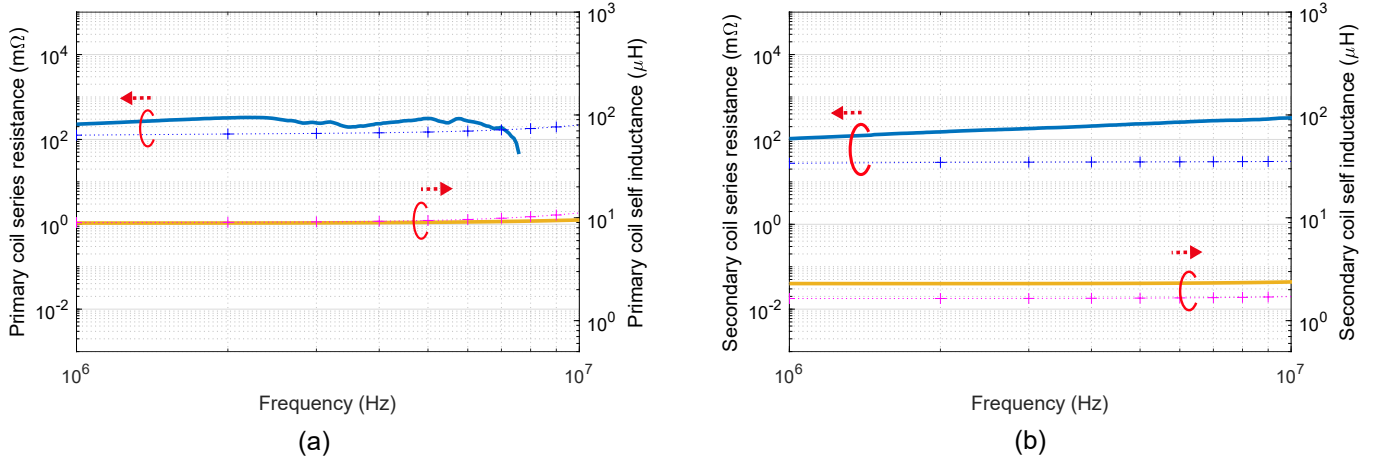 Primary coil series resistance (mΩ)
10^4
10^2
10^0
10^-2
10^3
10^2
10^1
10^0
Primary coil self inductance (μH)
10^6
10^7
Frequency (Hz)
(a)
Secondary coil series resistance (mΩ)
10^4
10^2
10^0
10^-2
10^3
10^2
10^1
10^0
Secondary coil self inductance (μH)
10^6
10^7
Frequency (Hz)
(b)